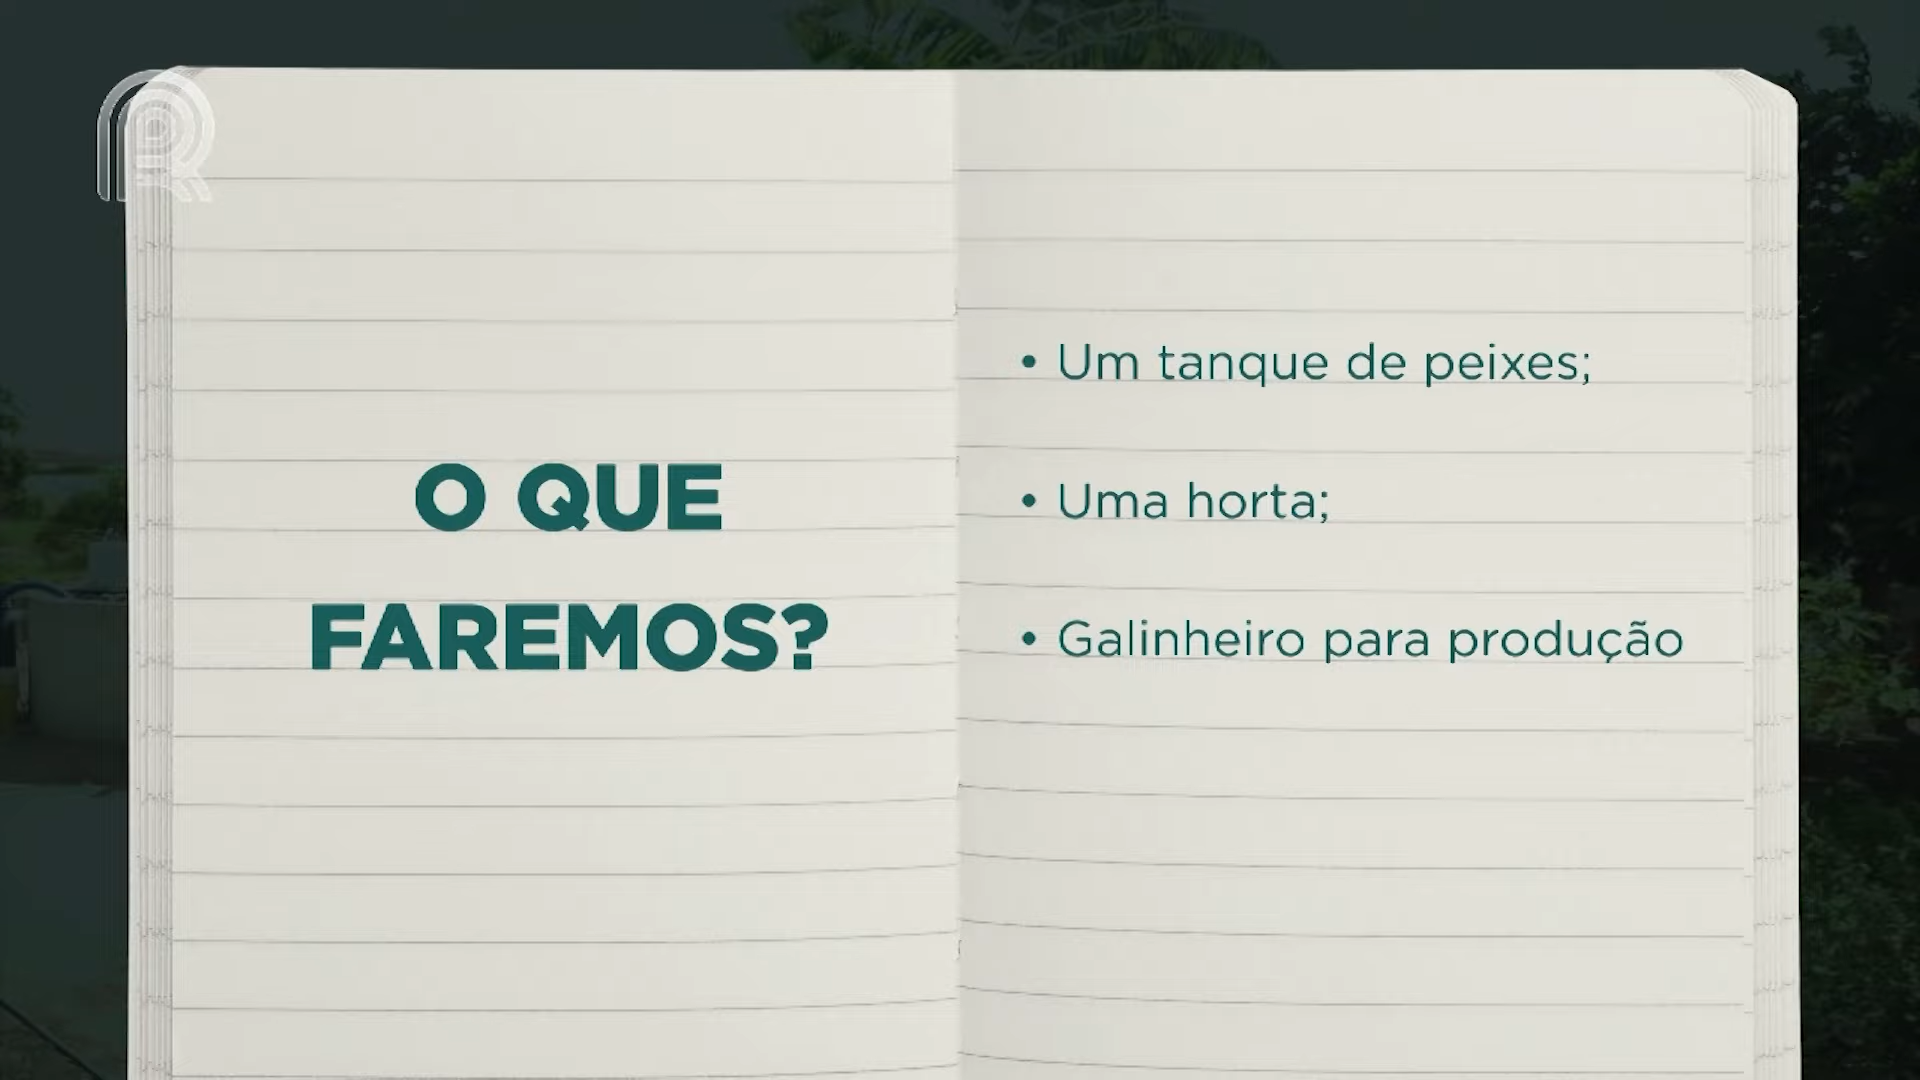 O QUE
FAREMOS?
• Um tanque de peixes;
• Uma horta;
• Galinheiro para produção